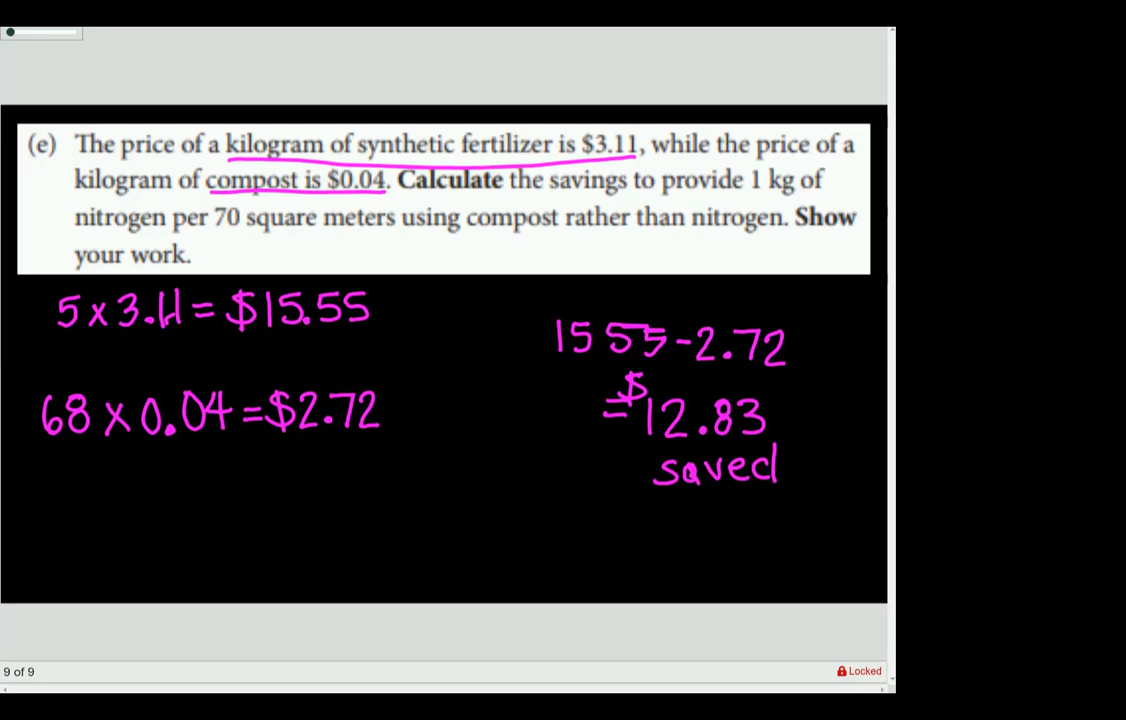 (e) The price of a kilogram of synthetic fertilizer is $3.11, while the price of a
kilogram of compost is $0.04. Calculate the savings to provide 1 kg of
nitrogen per 70 square meters using compost rather than nitrogen. Show
your work.
5 x 3.11 = $15.55
68 x 0.04 = $2.72
15 55 - 2.72
= $12.83
saved
9 of 9
Locked